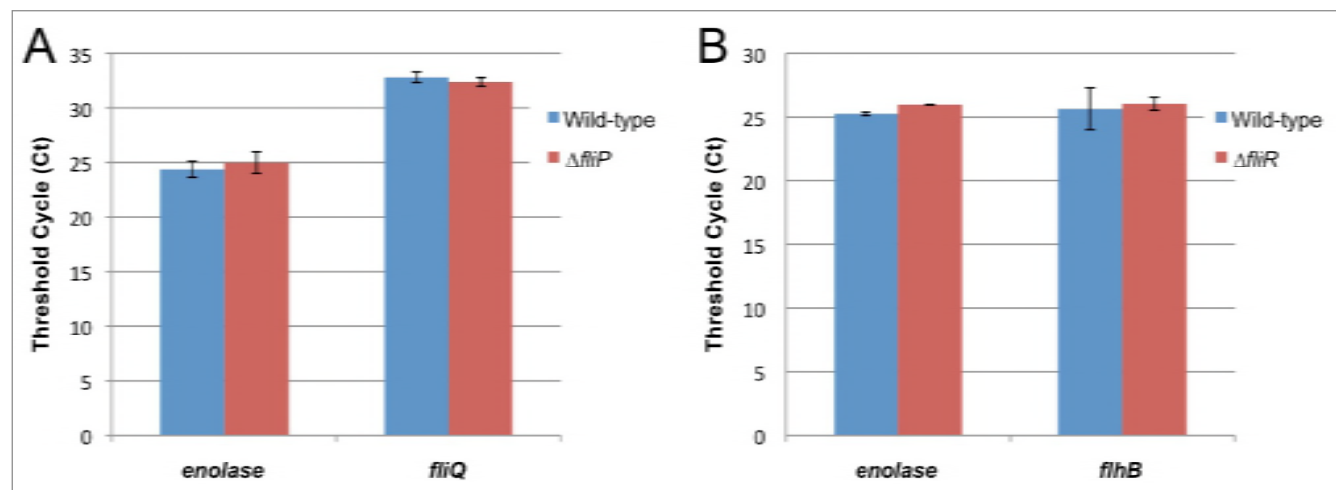 A
Threshold Cycle (Ct)
35
30
25
20
15
10
5
0
enolase
fliQ
Wild-type
ΔfliP
B
Threshold Cycle (Ct)
30
25
20
15
10
5
0
enolase
flhB
Wild-type
ΔfliR